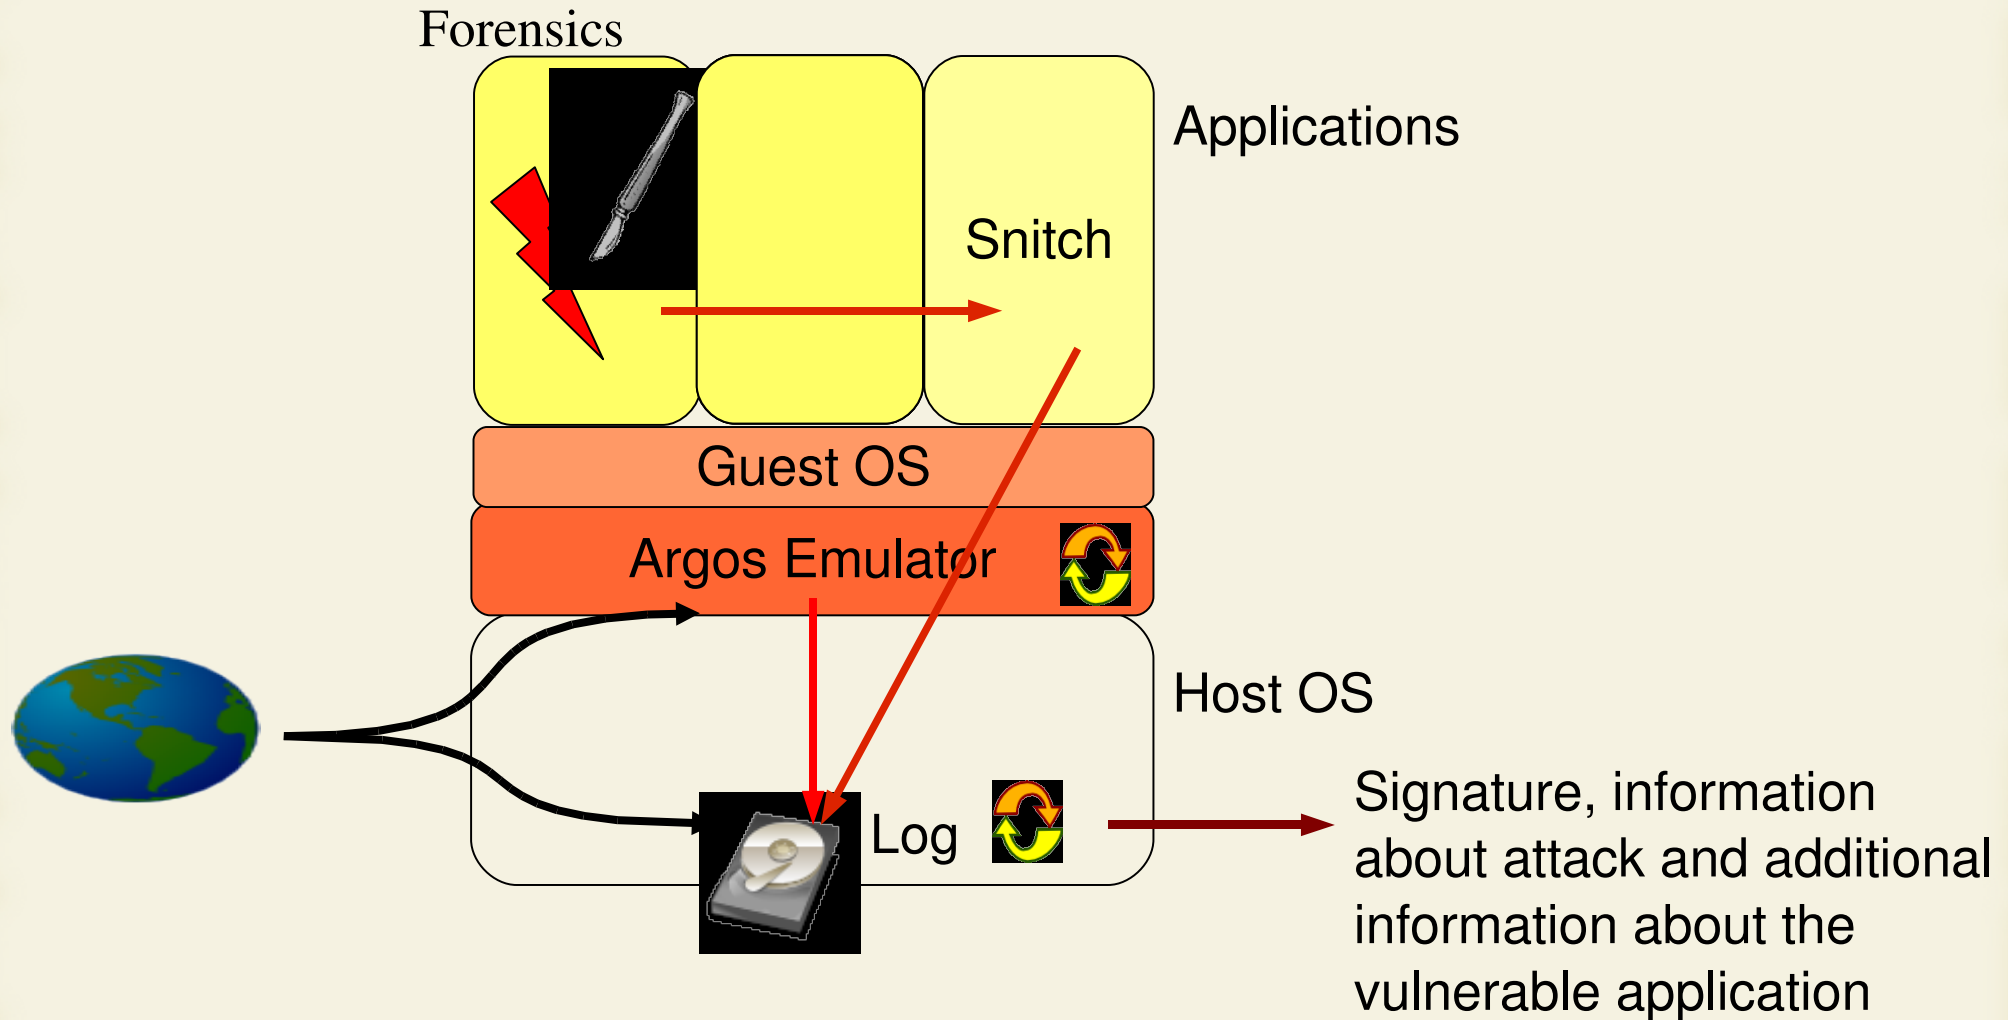 Forensics
Applications
Snitch
Guest OS
Argos Emulator
Host OS
Log
Signature, information
about attack and additional
information about the
vulnerable application